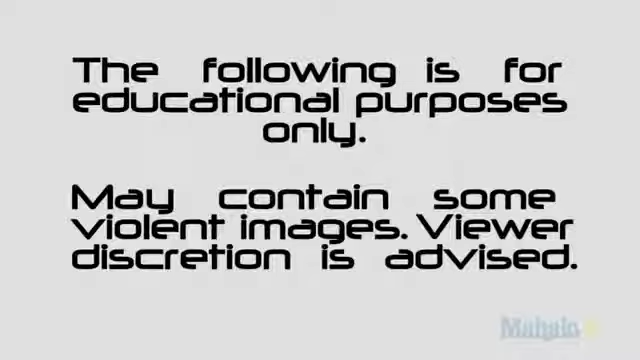 The following is for
educational purposes
only.
May contain some
violent images. Viewer
discretion is advised.
Mahalo